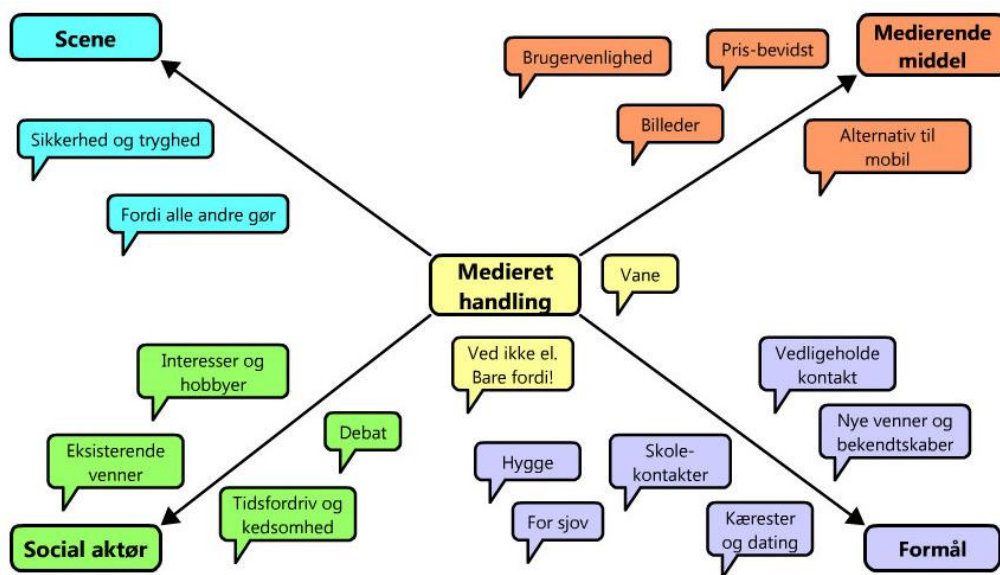 Scene
Sikkerhed og tryghed
Fordi alle andre gør
Brugervenlighed
Pris-bevidst
Billeder
Medierende
middel
Alternativ til
mobil
Medieret
handling
Vane
Ved ikke el.
Bare fordi!
Interesser og
hobbyer
Eksisterende
venner
Debat
Tidsfordriv og
kedsomhed
Social aktør
Vedligeholde
kontakt
Nye venner og
bekendtskaber
Hygge
Skole-
kontakter
For sjov
Kærester
og dating
Formål